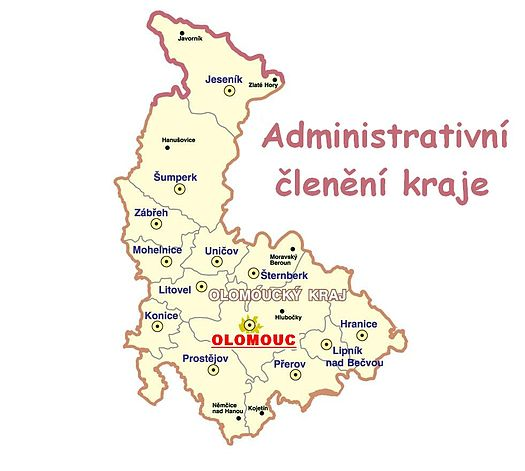 Javorník
Jeseník
Zlaté Hory
Administrativní
členění kraje
Hanušovice
Šumperk
Zábřeh
Mohelnice
Uničov
Moravský
Beroun
Šternberk
Litovel
OLOMOUCKÝ KRAJ
Konice
Hlubočky
Hranice
OLOMOUC
Lipník
nad Bečvou
Prostějov
Přerov
Němčice
nad Hanou
Kojetín